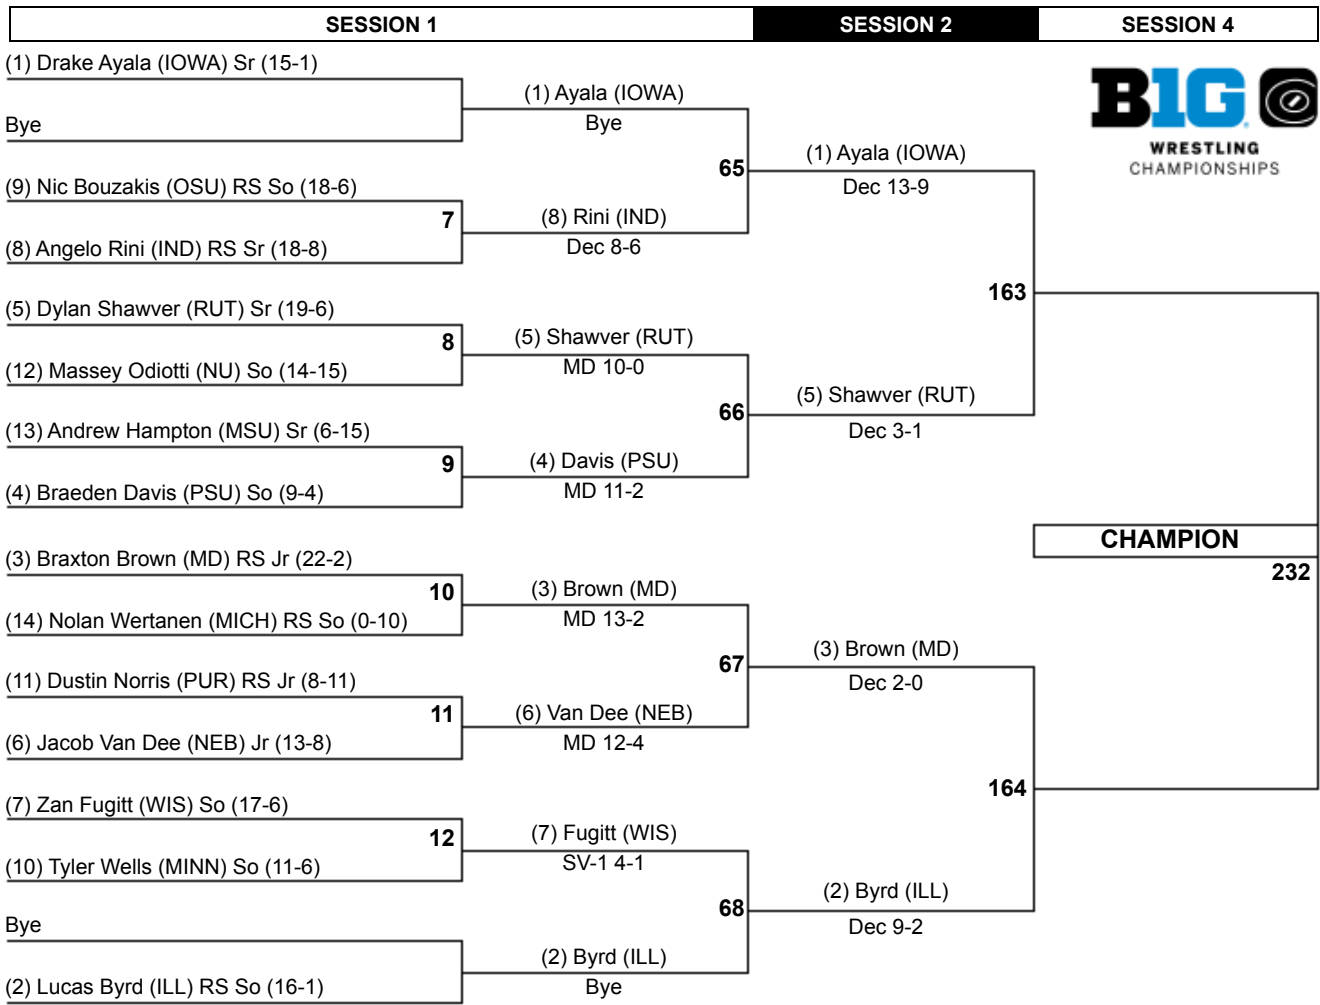 SESSION 1
SESSION 2
SESSION 4
(1) Drake Ayala (IOWA) Sr (15-1)
Bye
(9) Nic Bouzakis (OSU) RS So (18-6)
7
(8) Angelo Rini (IND) RS Sr (18-8)
(5) Dylan Shawver (RUT) Sr (19-6)
8
(12) Massey Odiotti (NU) So (14-15)
(13) Andrew Hampton (MSU) Sr (6-15)
9
(4) Braeden Davis (PSU) So (9-4)
(3) Braxton Brown (MD) RS Jr (22-2)
10
(14) Nolan Wertanen (MICH) RS So (0-10)
(11) Dustin Norris (PUR) RS Jr (8-11)
11
(6) Jacob Van Dee (NEB) Jr (13-8)
(7) Zan Fugitt (WIS) So (17-6)
12
(10) Tyler Wells (MINN) So (11-6)
Bye
(2) Lucas Byrd (ILL) RS So (16-1)
(1) Ayala (IOWA)
Bye
65
(8) Rini (IND)
Dec 8-6
(5) Shawver (RUT)
MD 10-0
66
(4) Davis (PSU)
MD 11-2
(3) Brown (MD)
MD 13-2
67
(6) Van Dee (NEB)
MD 12-4
(7) Fugitt (WIS)
SV-1 4-1
68
(2) Byrd (ILL)
Bye
(1) Ayala (IOWA)
Dec 13-9
163
(5) Shawver (RUT)
Dec 3-1
(3) Brown (MD)
Dec 2-0
164
(2) Byrd (ILL)
Dec 9-2
B1G
WRESTLING
CHAMPIONSHIPS
CHAMPION
232